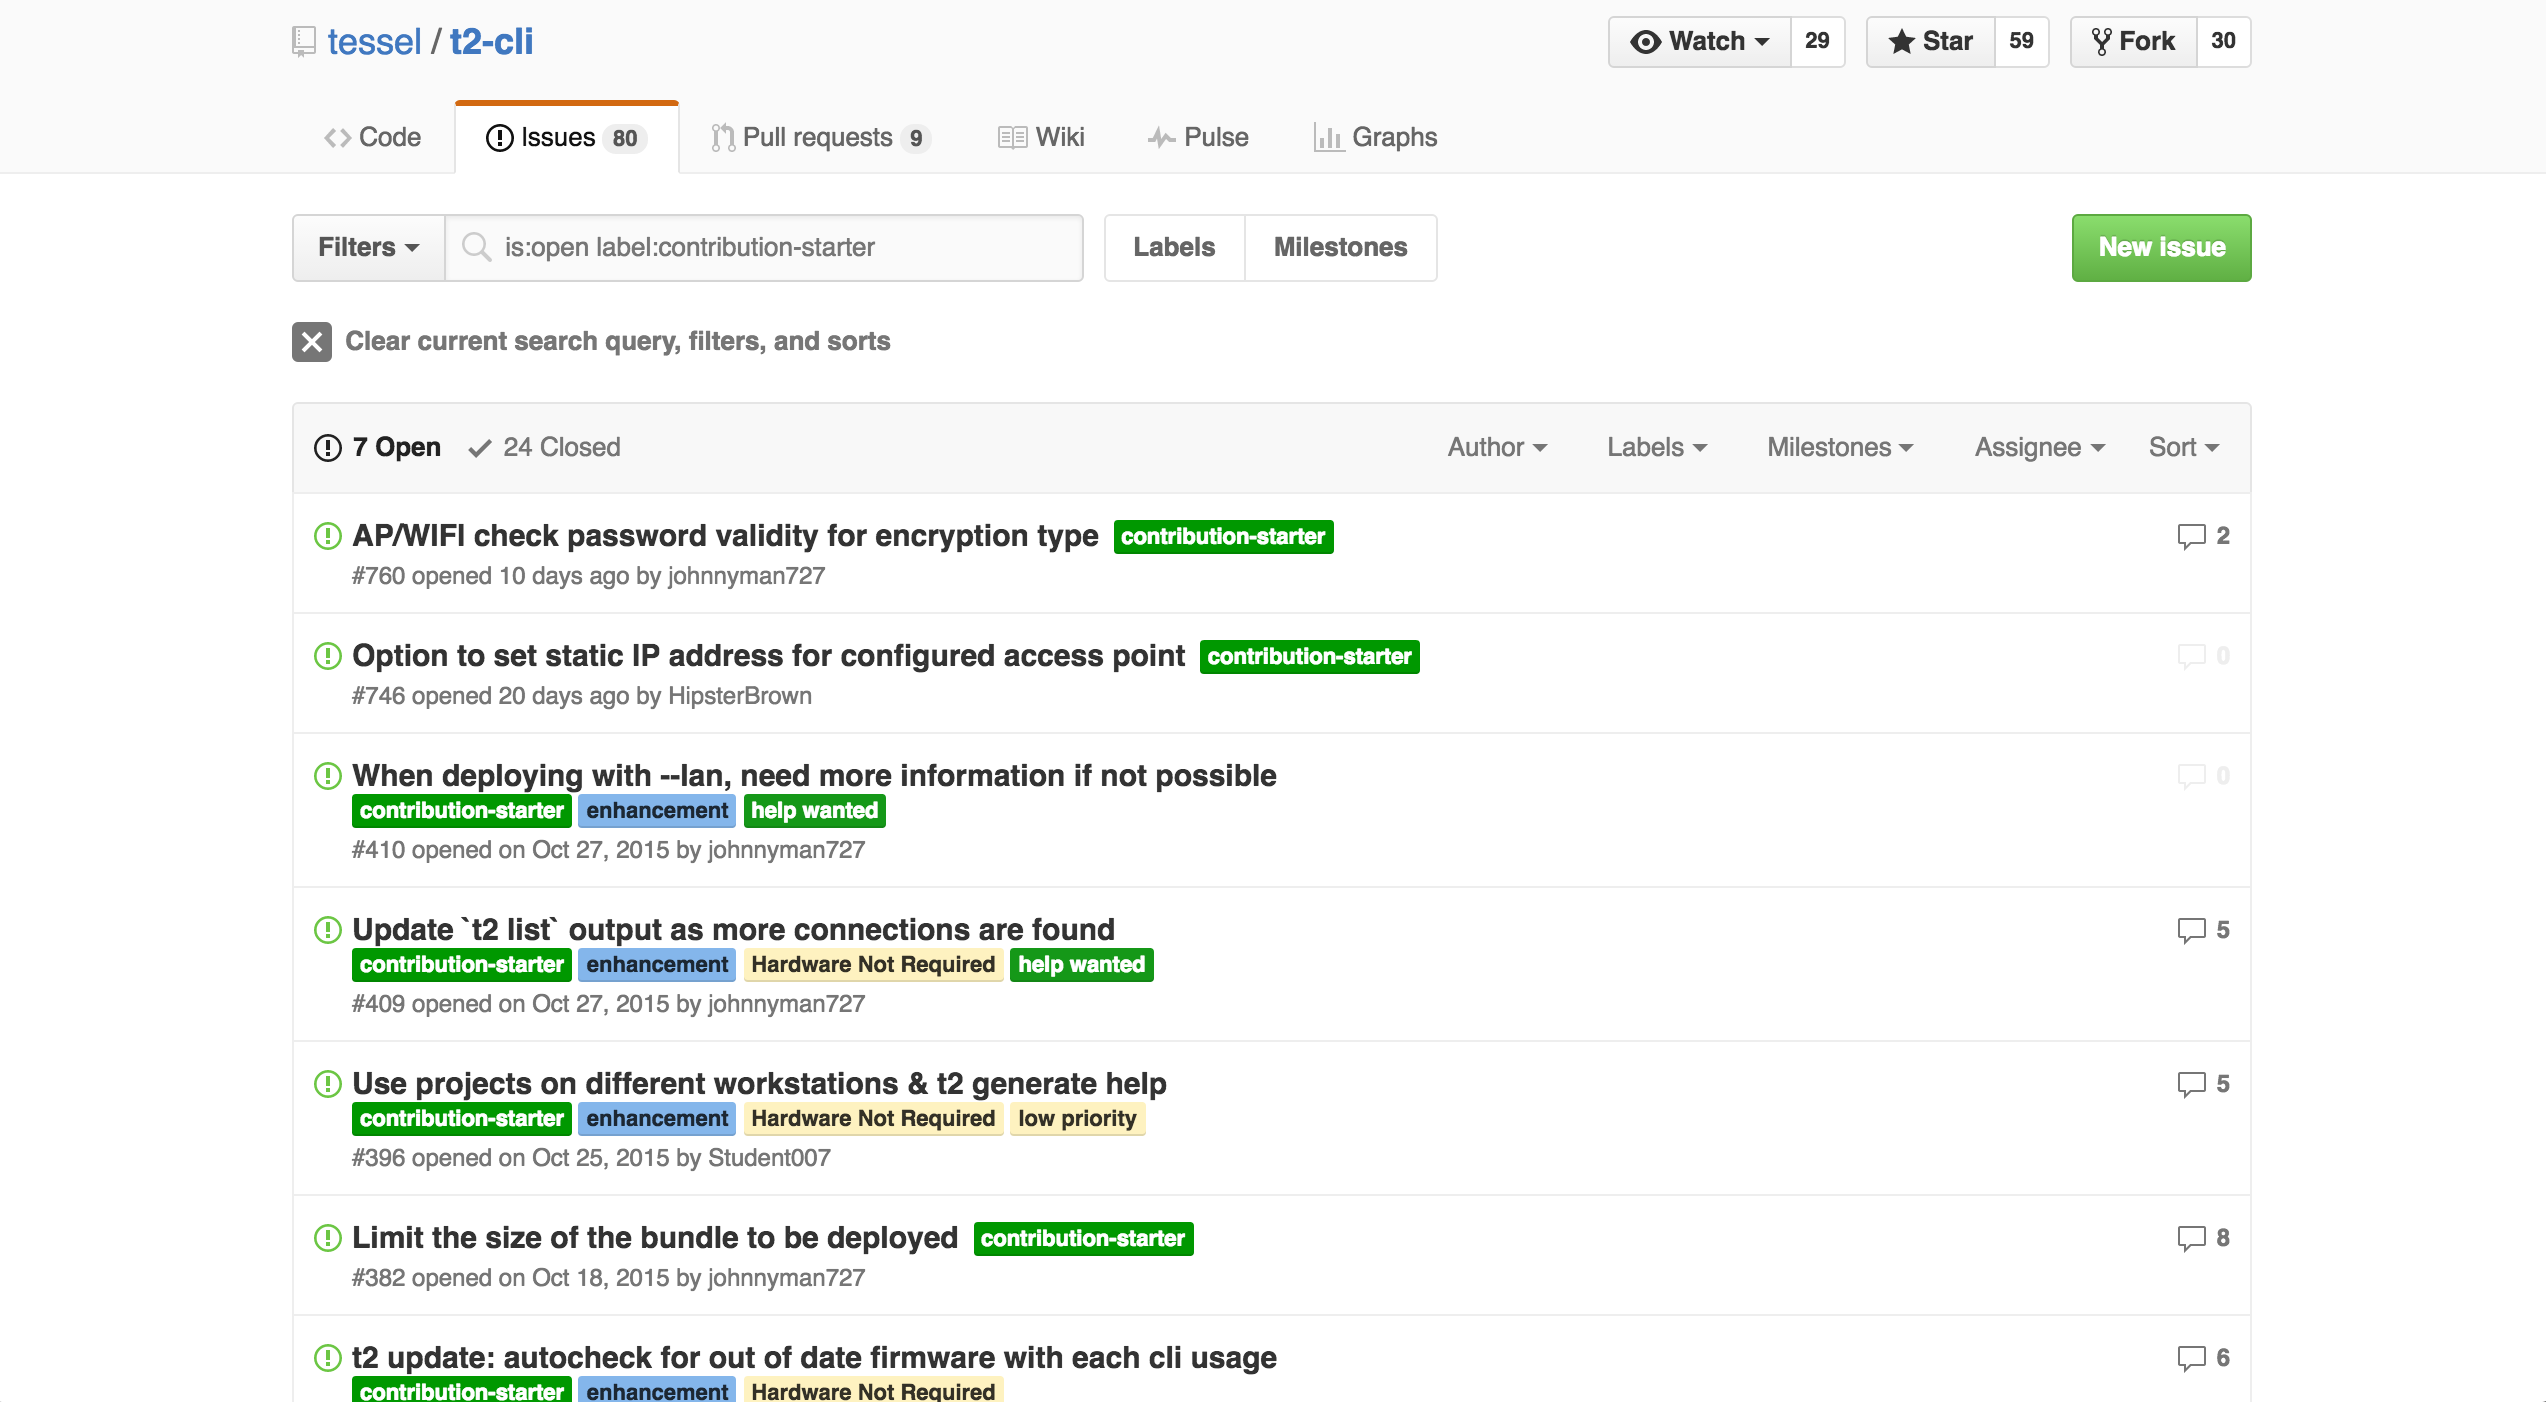 tessel / t2-cli
Watch 29 Star 59 Fork 30
Code Issues 80 Pull requests 9 Wiki Pulse Graphs
Filters is:open label:contribution-starter Labels Milestones New issue
Clear current search query, filters, and sorts
7 Open 24 Closed Author Labels Milestones Assignee Sort
AP/WIFI check password validity for encryption type contribution-starter 2
#760 opened 10 days ago by johnnyman727
Option to set static IP address for configured access point contribution-starter 0
#746 opened 20 days ago by HipsterBrown
When deploying with --lan, need more information if not possible 0
contribution-starter enhancement help wanted
#410 opened on Oct 27, 2015 by johnnyman727
Update `t2 list` output as more connections are found 5
contribution-starter enhancement Hardware Not Required help wanted
#409 opened on Oct 27, 2015 by johnnyman727
Use projects on different workstations & t2 generate help 5
contribution-starter enhancement Hardware Not Required low priority
#396 opened on Oct 25, 2015 by Student007
Limit the size of the bundle to be deployed contribution-starter 8
#382 opened on Oct 18, 2015 by johnnyman727
t2 update: autocheck for out of date firmware with each cli usage 6
contribution-starter enhancement Hardware Not Required